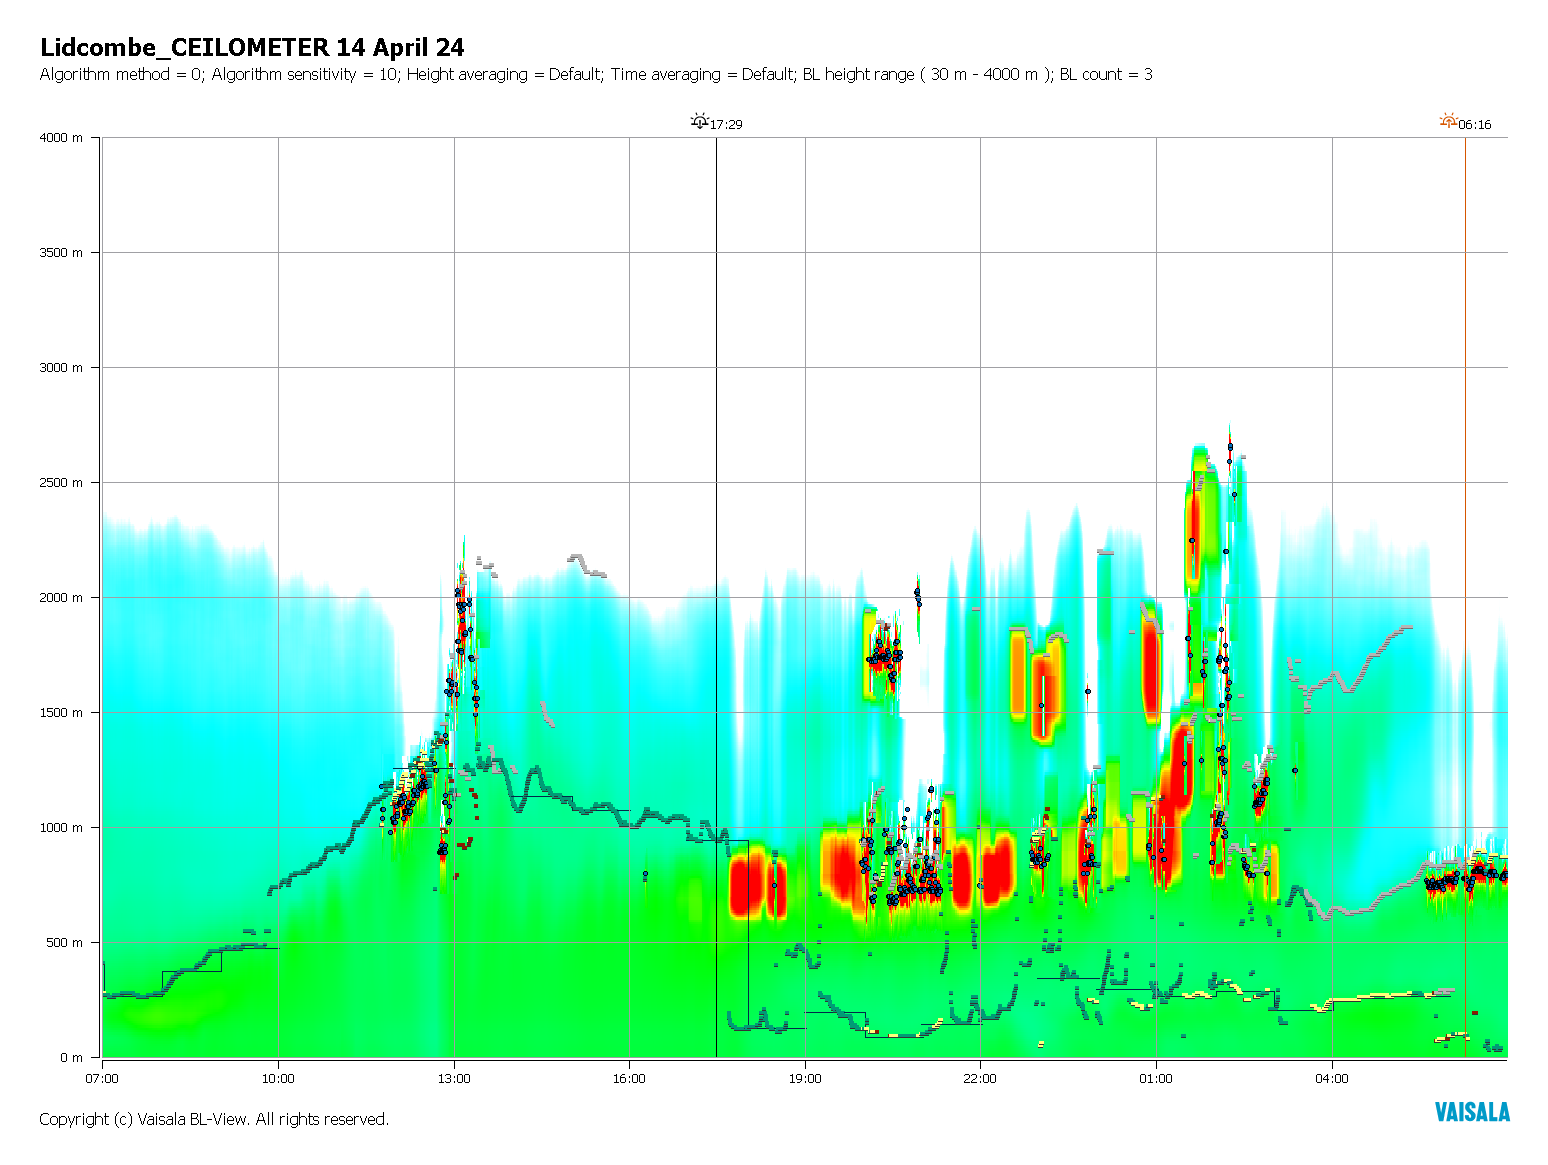 Lidcombe_CEILOMETER 14 April 24
Algorithm method = 0; Algorithm sensitivity = 10; Height averaging = Default; Time averaging = Default; BL height range ( 30 m - 4000 m ); BL count = 3
17:29
06:16
4000 m
3500 m
3000 m
2500 m
2000 m
1500 m
1000 m
500 m
0 m
07:00
10:00
13:00
16:00
19:00
22:00
01:00
04:00
Copyright (c) Vaisala BL-View. All rights reserved.
VAISALA